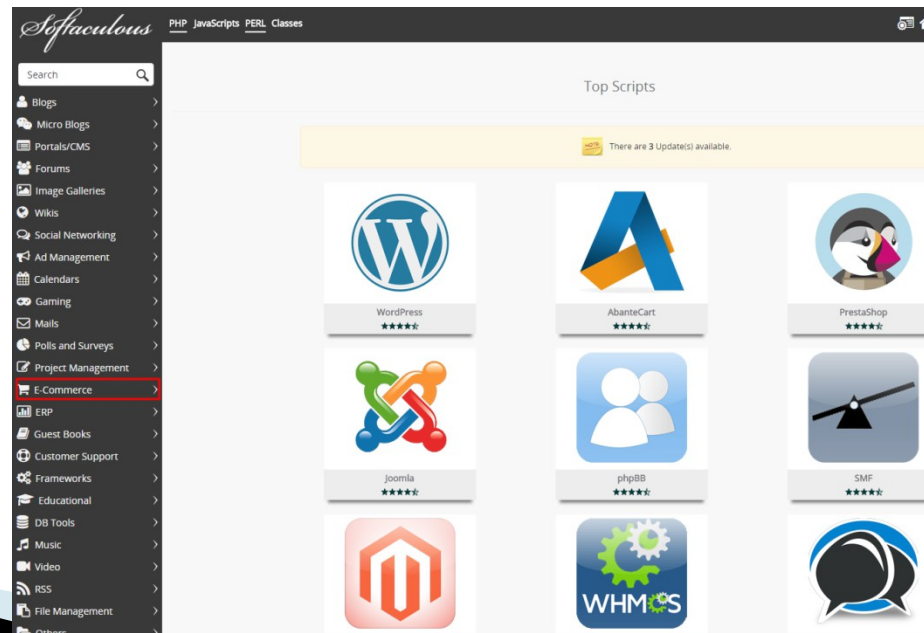 Softaculous
PHP JavaScripts PERL Classes
Search
Blogs
Micro Blogs
Portals/CMS
Forums
Image Galleries
Wikis
Social Networking
Ad Management
Calendars
Gaming
Mails
Polls and Surveys
Project Management
E-Commerce
ERP
Guest Books
Customer Support
Frameworks
Educational
DB Tools
Music
Video
RSS
File Management
Others
Top Scripts
NOTE There are 3 Update(s) available.
WordPress
AbanteCart
PrestaShop
Joomla
phpBB
SMF
WHMCS